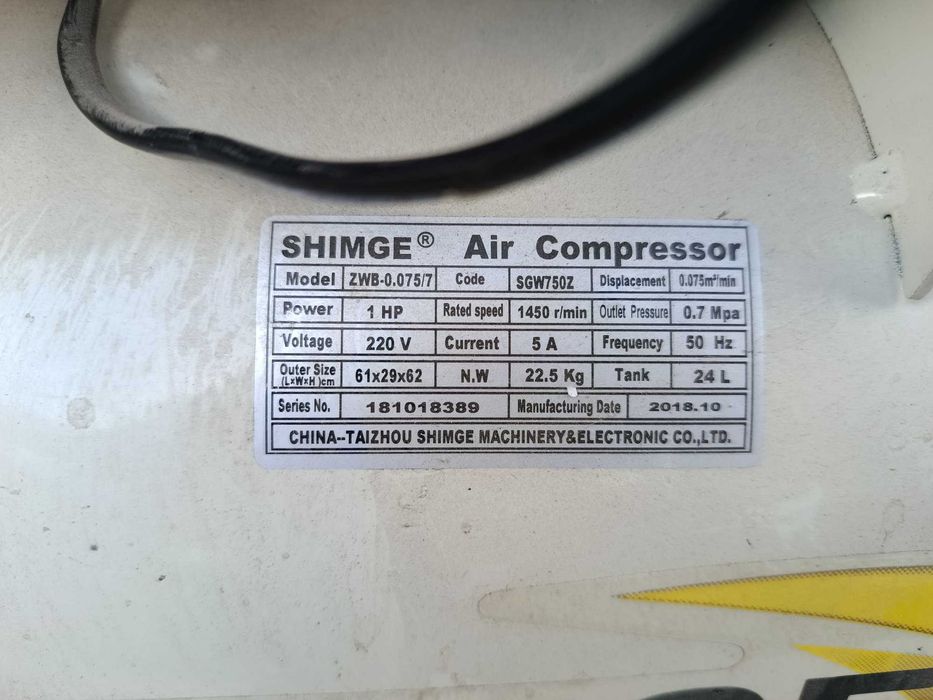 SHIMGE® Air Compressor
Model ZWB-0.075/7 Code SGW750Z Displacement 0.075m³/min
Power 1 HP Rated speed 1450 r/min Outlet Pressure 0.7 Mpa
Voltage 220 V Current 5 A Frequency 50 Hz
Outer Size (L×W×H)cm 61x29x62 N.W 22.5 Kg Tank 24 L
Series No. 181018389 Manufacturing Date 2018.10
CHINA--TAIZHOU SHIMGE MACHINERY&ELECTRONIC CO.,LTD.